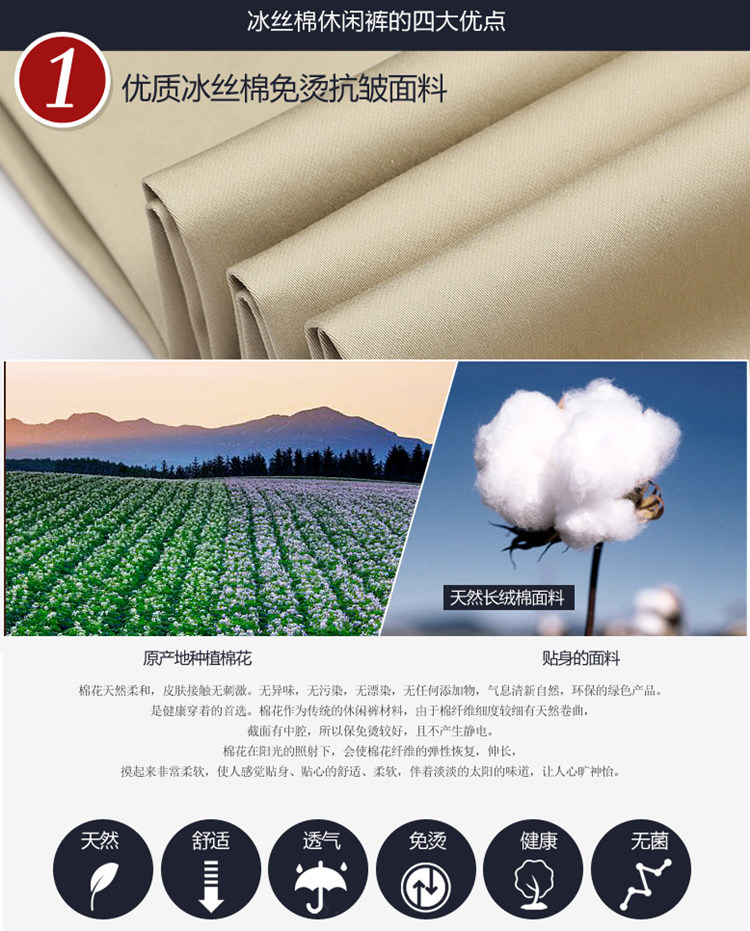 冰丝棉休闲裤的四大优点
1
优质冰丝棉免烫抗皱面料
天然长绒棉面料
原产地种植棉花
贴身的面料
棉花天然柔和，皮肤接触无刺激。无异味，无污染，无漂染，无任何添加物，气息清新自然，环保的绿色产品。
是健康穿着的首选。棉花作为传统的休闲裤材料，由于棉纤维细度较细有天然卷曲，
截面有中腔，所以保免烫较好，且不产生静电。
棉花在阳光的照射下，会使棉花纤维的弹性恢复，伸长，
摸起来非常柔软，使人感觉贴身、贴心的舒适、柔软，伴着淡淡的太阳的味道，让人心旷神怡。
天然 舒适 透气 免烫 健康 无菌